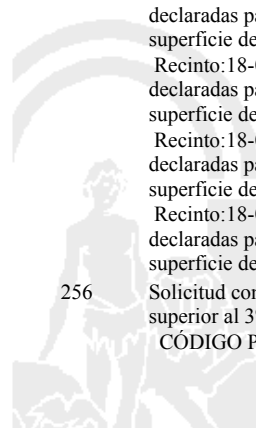 declaradas pa
superficie de
Recinto:18-
declaradas pa
superficie de
Recinto:18-
declaradas pa
superficie de
Recinto:18-
declaradas pa
superficie de
256 Solicitud con
superior al 3
CÓDIGO P